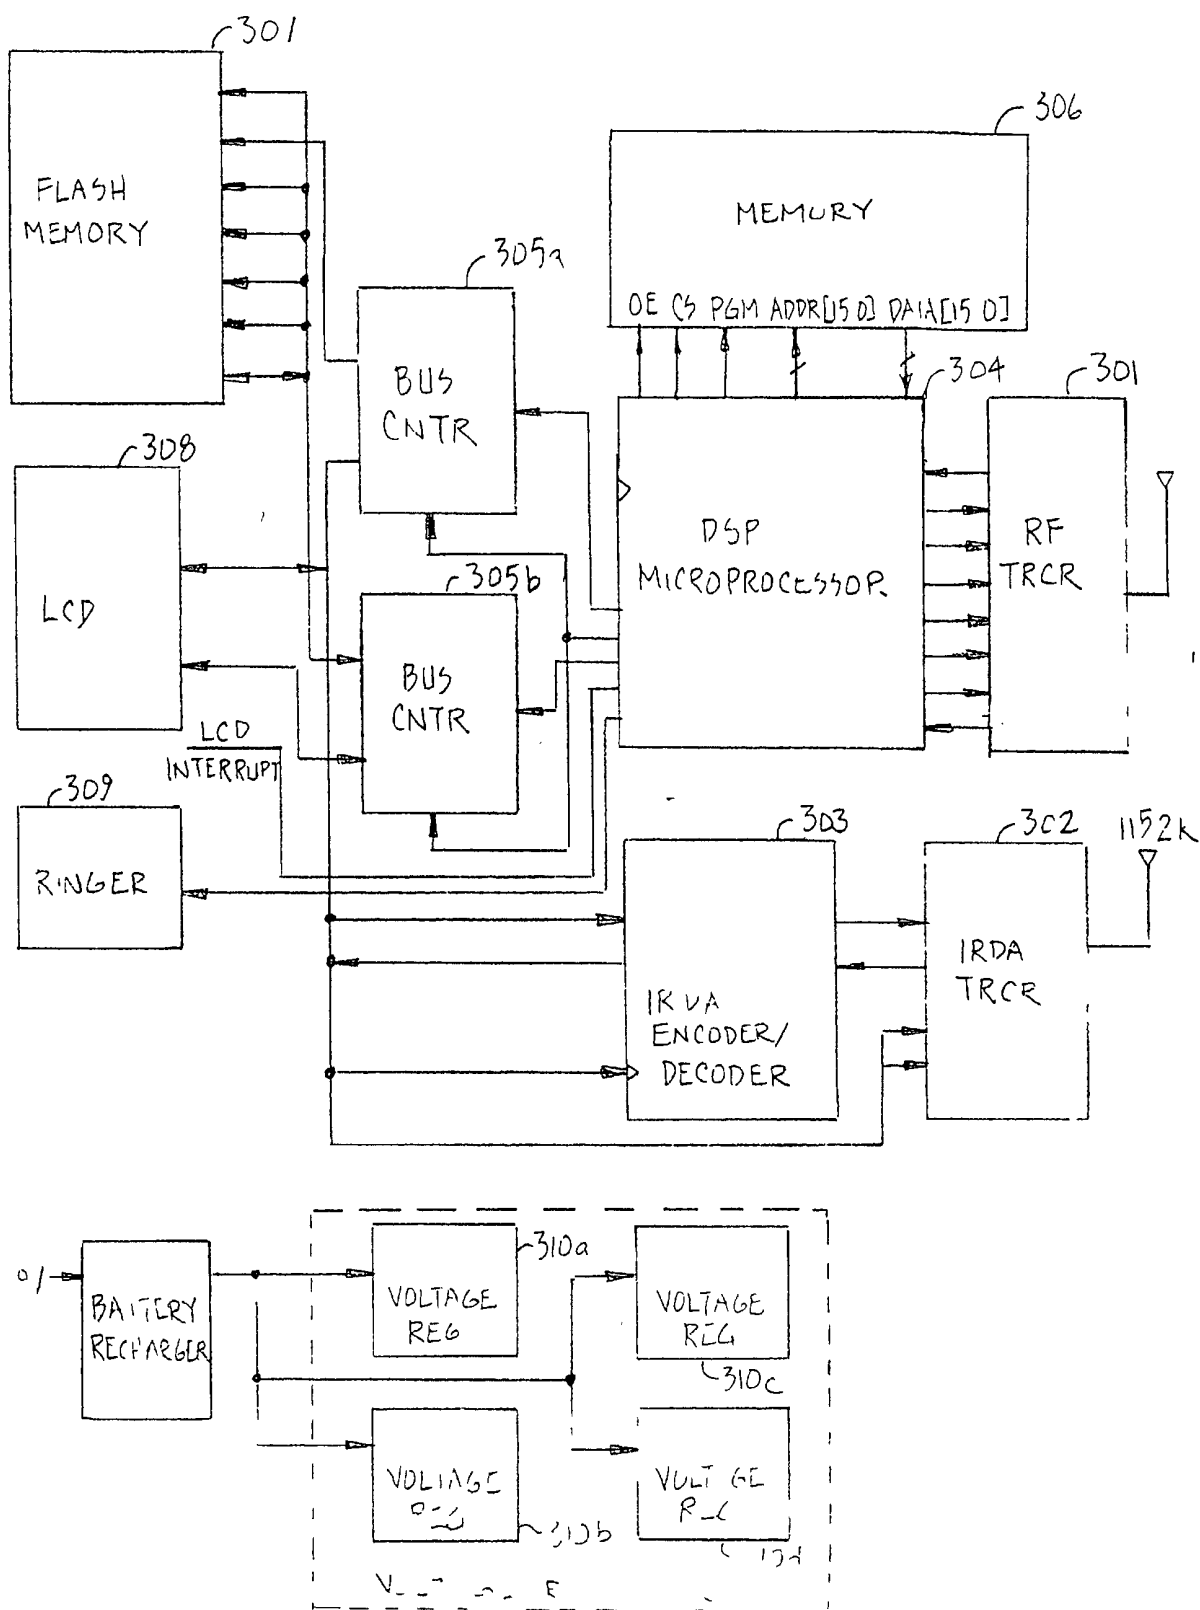 301
306
FLASH
MEMORY
MEMORY
305a
OE CS PGM ADDR[15 0] DATA[15 0]
304
301
BUS
CNTR
308
DSP
MICROPROCESSOR
RF
TRCR
LCD
305b
BUS
CNTR
LCD
INTERRUPT
309
303
302
1152k
RINGER
IRDA
TRCR
IRDA
ENCODER/
DECODER
310a
BATTERY
RECHARGER
VOLTAGE
REG
VOLTAGE
REG
310c
VOLTAGE
VOLTAGE
310b